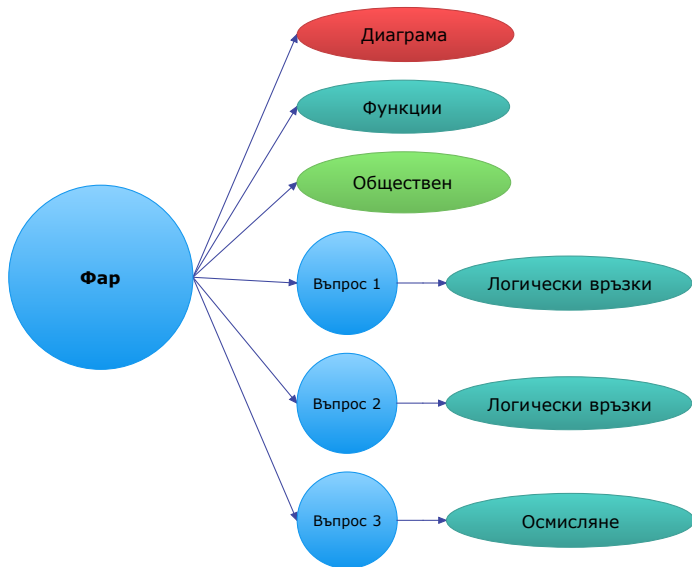 Диаграма
Функции
Обществен
Фар
Въпрос 1
Логически връзки
Въпрос 2
Логически връзки
Въпрос 3
Осмисляне